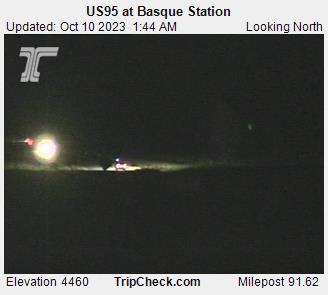 US95 at Basque Station
Updated: Oct 10 2023 1:44 AM Looking North
Elevation 4460 TripCheck.com Milepost 91.62